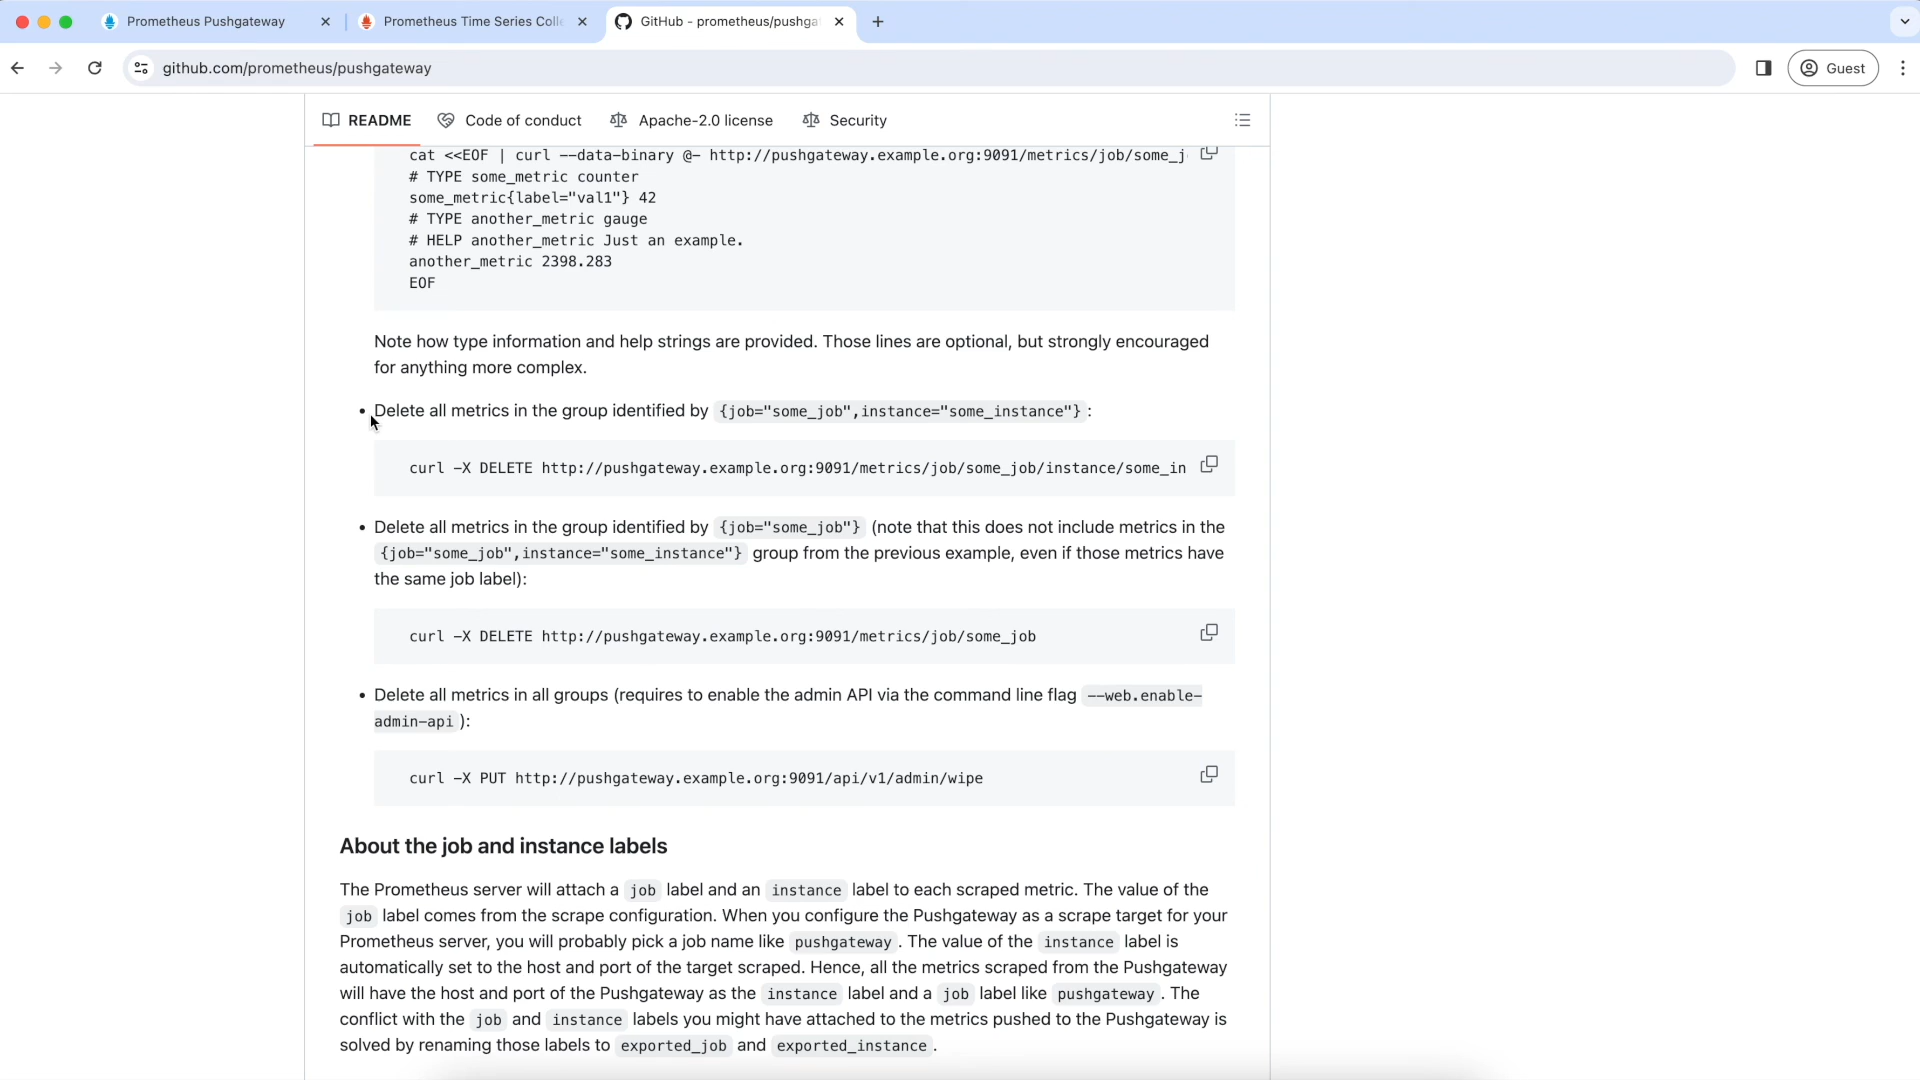 Prometheus Pushgateway
Prometheus Time Series Colle
GitHub - prometheus/pushga
github.com/prometheus/pushgateway
Guest
README
Code of conduct
Apache-2.0 license
Security
cat <<EOF | curl --data-binary @- http://pushgateway.example.org:9091/metrics/job/some_j
# TYPE some_metric counter
some_metric{label="val1"} 42
# TYPE another_metric gauge
# HELP another_metric Just an example.
another_metric 2398.283
EOF
Note how type information and help strings are provided. Those lines are optional, but strongly encouraged
for anything more complex.
• Delete all metrics in the group identified by {job="some_job",instance="some_instance"} :
curl -X DELETE http://pushgateway.example.org:9091/metrics/job/some_job/instance/some_in
• Delete all metrics in the group identified by {job="some_job"} (note that this does not include metrics in the
{job="some_job",instance="some_instance"} group from the previous example, even if those metrics have
the same job label):
curl -X DELETE http://pushgateway.example.org:9091/metrics/job/some_job
• Delete all metrics in all groups (requires to enable the admin API via the command line flag --web.enable-
admin-api ):
curl -X PUT http://pushgateway.example.org:9091/api/v1/admin/wipe
About the job and instance labels
The Prometheus server will attach a job label and an instance label to each scraped metric. The value of the
job label comes from the scrape configuration. When you configure the Pushgateway as a scrape target for your
Prometheus server, you will probably pick a job name like pushgateway . The value of the instance label is
automatically set to the host and port of the target scraped. Hence, all the metrics scraped from the Pushgateway
will have the host and port of the Pushgateway as the instance label and a job label like pushgateway . The
conflict with the job and instance labels you might have attached to the metrics pushed to the Pushgateway is
solved by renaming those labels to exported_job and exported_instance .